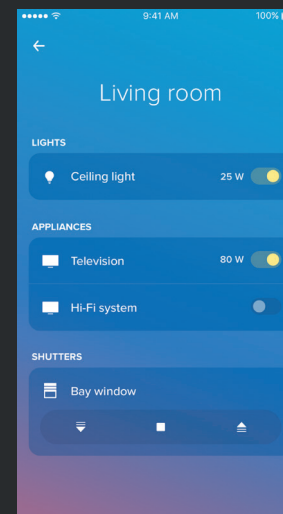 9:41 AM 100%
Living room
LIGHTS
Ceiling light 25 W
APPLIANCES
Television 80 W
Hi-Fi system
SHUTTERS
Bay window